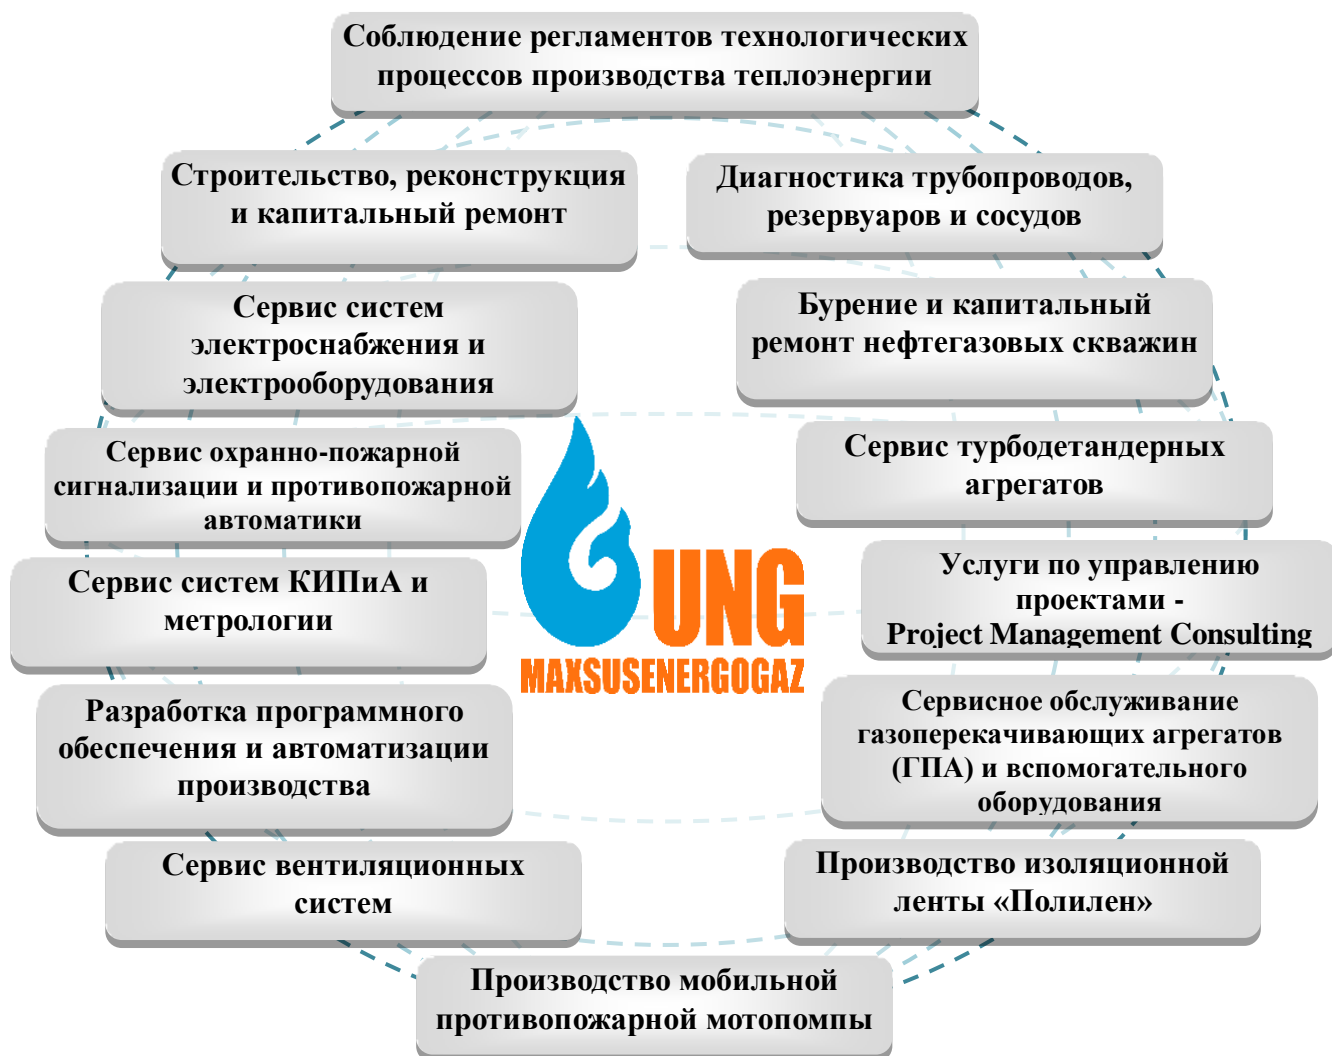 Соблюдение регламентов технологических
процессов производства теплоэнергии
Строительство, реконструкция
и капитальный ремонт
Диагностика трубопроводов,
резервуаров и сосудов
Сервис систем
электроснабжения и
электрооборудования
Бурение и капитальный
ремонт нефтегазовых скважин
Сервис охранно-пожарной
сигнализации и противопожарной
автоматики
Сервис турбодетандерных
агрегатов
UNG
MAXSUSENERGOGAZ
Сервис систем КИПиА и
метрологии
Услуги по управлению
проектами -
Project Management Consulting
Разработка программного
обеспечения и автоматизации
производства
Сервисное обслуживание
газоперекачивающих агрегатов
(ГПА) и вспомогательного
оборудования
Сервис вентиляционных
систем
Производство изоляционной
ленты «Полилен»
Производство мобильной
противопожарной мотопомпы